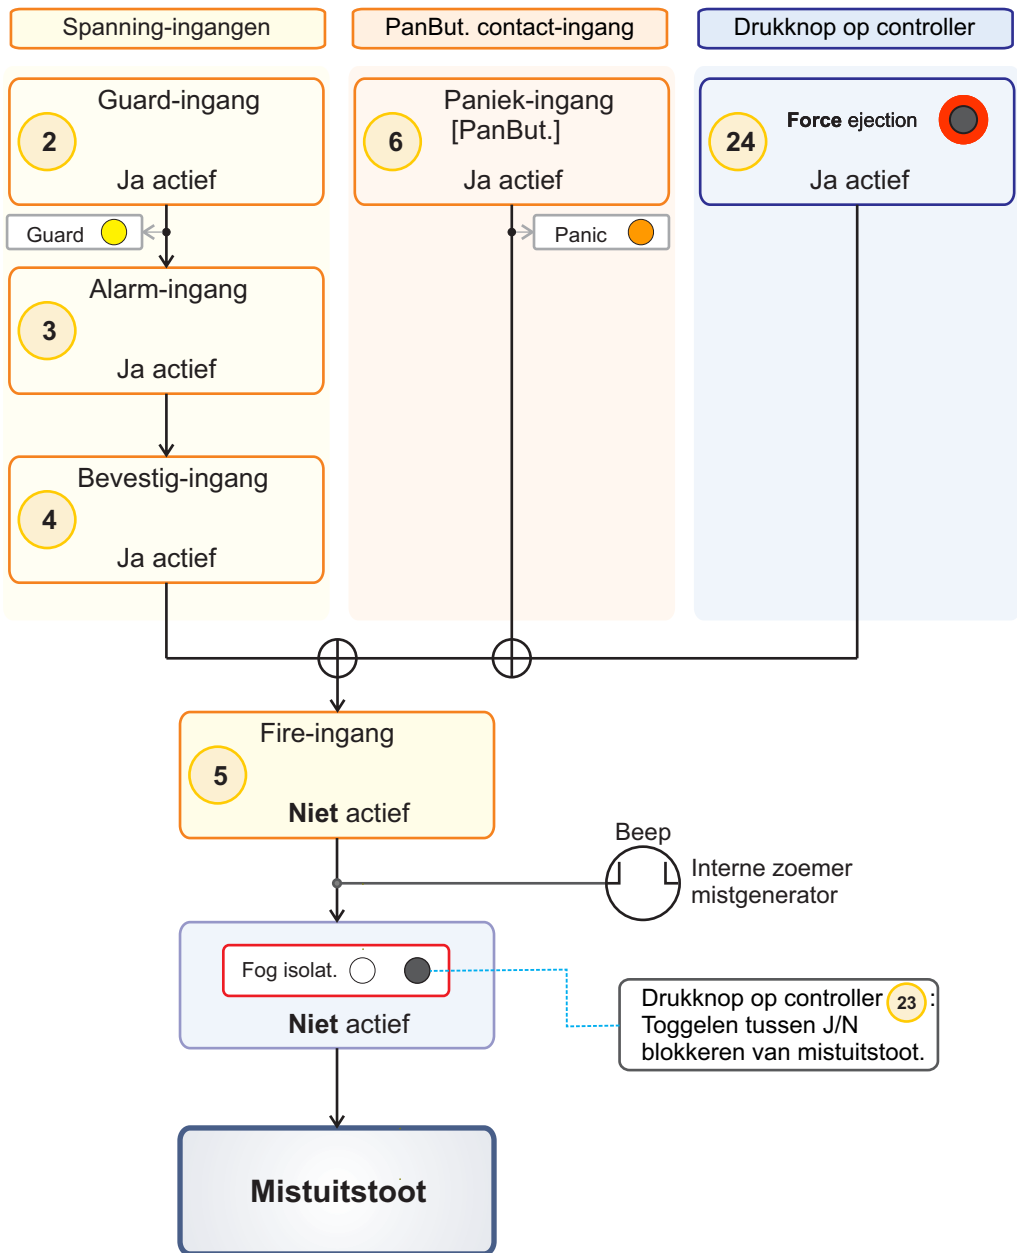 Spanning-ingangen
PanBut. contact-ingang
Drukknop op controller
Guard-ingang
2
Ja actief
Guard
Alarm-ingang
3
Ja actief
Bevestig-ingang
4
Ja actief
Paniek-ingang
[PanBut.]
6
Ja actief
Panic
Force ejection
24
Ja actief
Fire-ingang
5
Niet actief
Beep
Interne zoemer
mistgenerator
Fog isolat.
Niet actief
Drukknop op controller 23 :
Toggelen tussen J/N
blokkeren van mistuitstoot.
Mistuitstoot